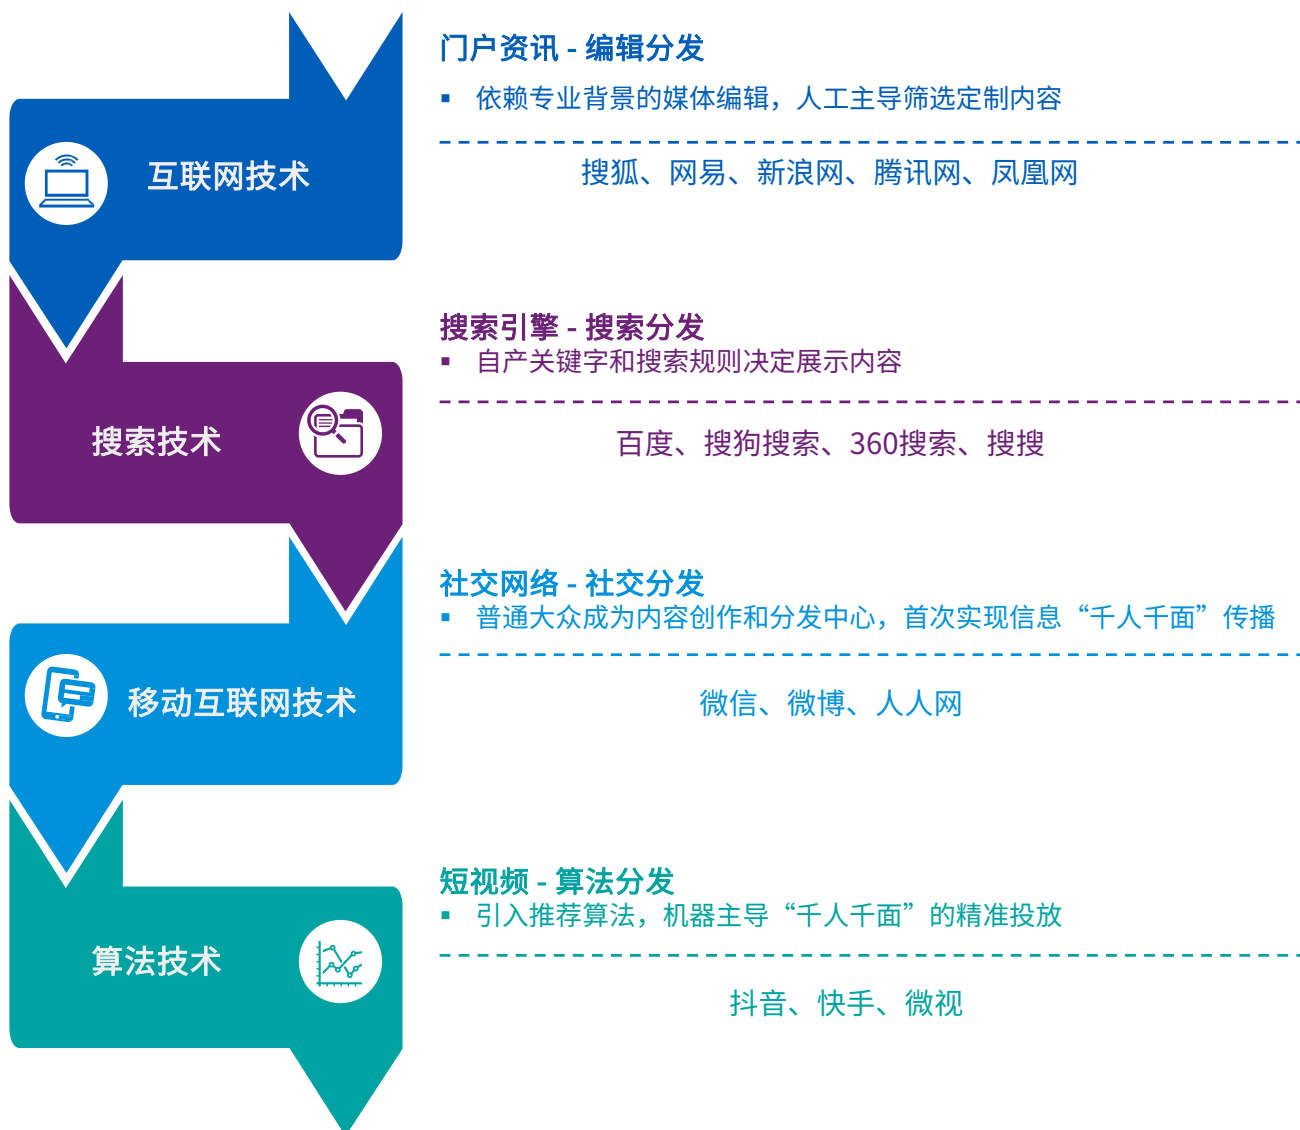 门户资讯 - 编辑分发
▪ 依赖专业背景的媒体编辑，人工主导筛选定制内容
互联网技术
搜狐、网易、新浪网、腾讯网、凤凰网
搜索引擎 - 搜索分发
▪ 自产关键字和搜索规则决定展示内容
搜索技术
百度、搜狗搜索、360搜索、搜搜
社交网络 - 社交分发
▪ 普通大众成为内容创作和分发中心，首次实现信息“千人千面”传播
移动互联网技术
微信、微博、人人网
短视频 - 算法分发
▪ 引入推荐算法，机器主导“千人千面”的精准投放
算法技术
抖音、快手、微视